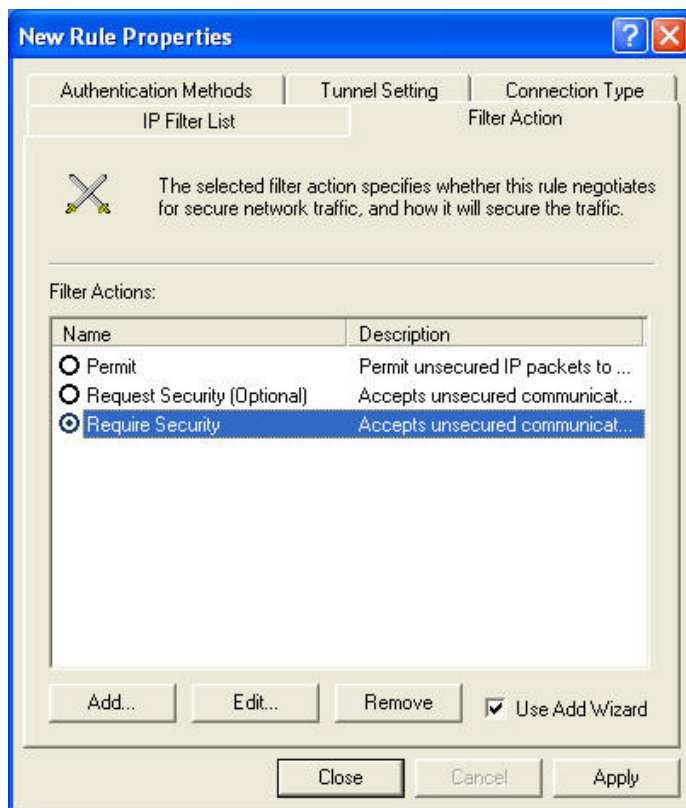 New Rule Properties
Authentication Methods
Tunnel Setting
Connection Type
IP Filter List
Filter Action
The selected filter action specifies whether this rule negotiates
for secure network traffic, and how it will secure the traffic.
Filter Actions:
Name Description
Permit Permit unsecured IP packets to ...
Request Security (Optional) Accepts unsecured communicat...
Require Security Accepts unsecured communicat...
Add... Edit... Remove Use Add Wizard
Close Cancel Apply